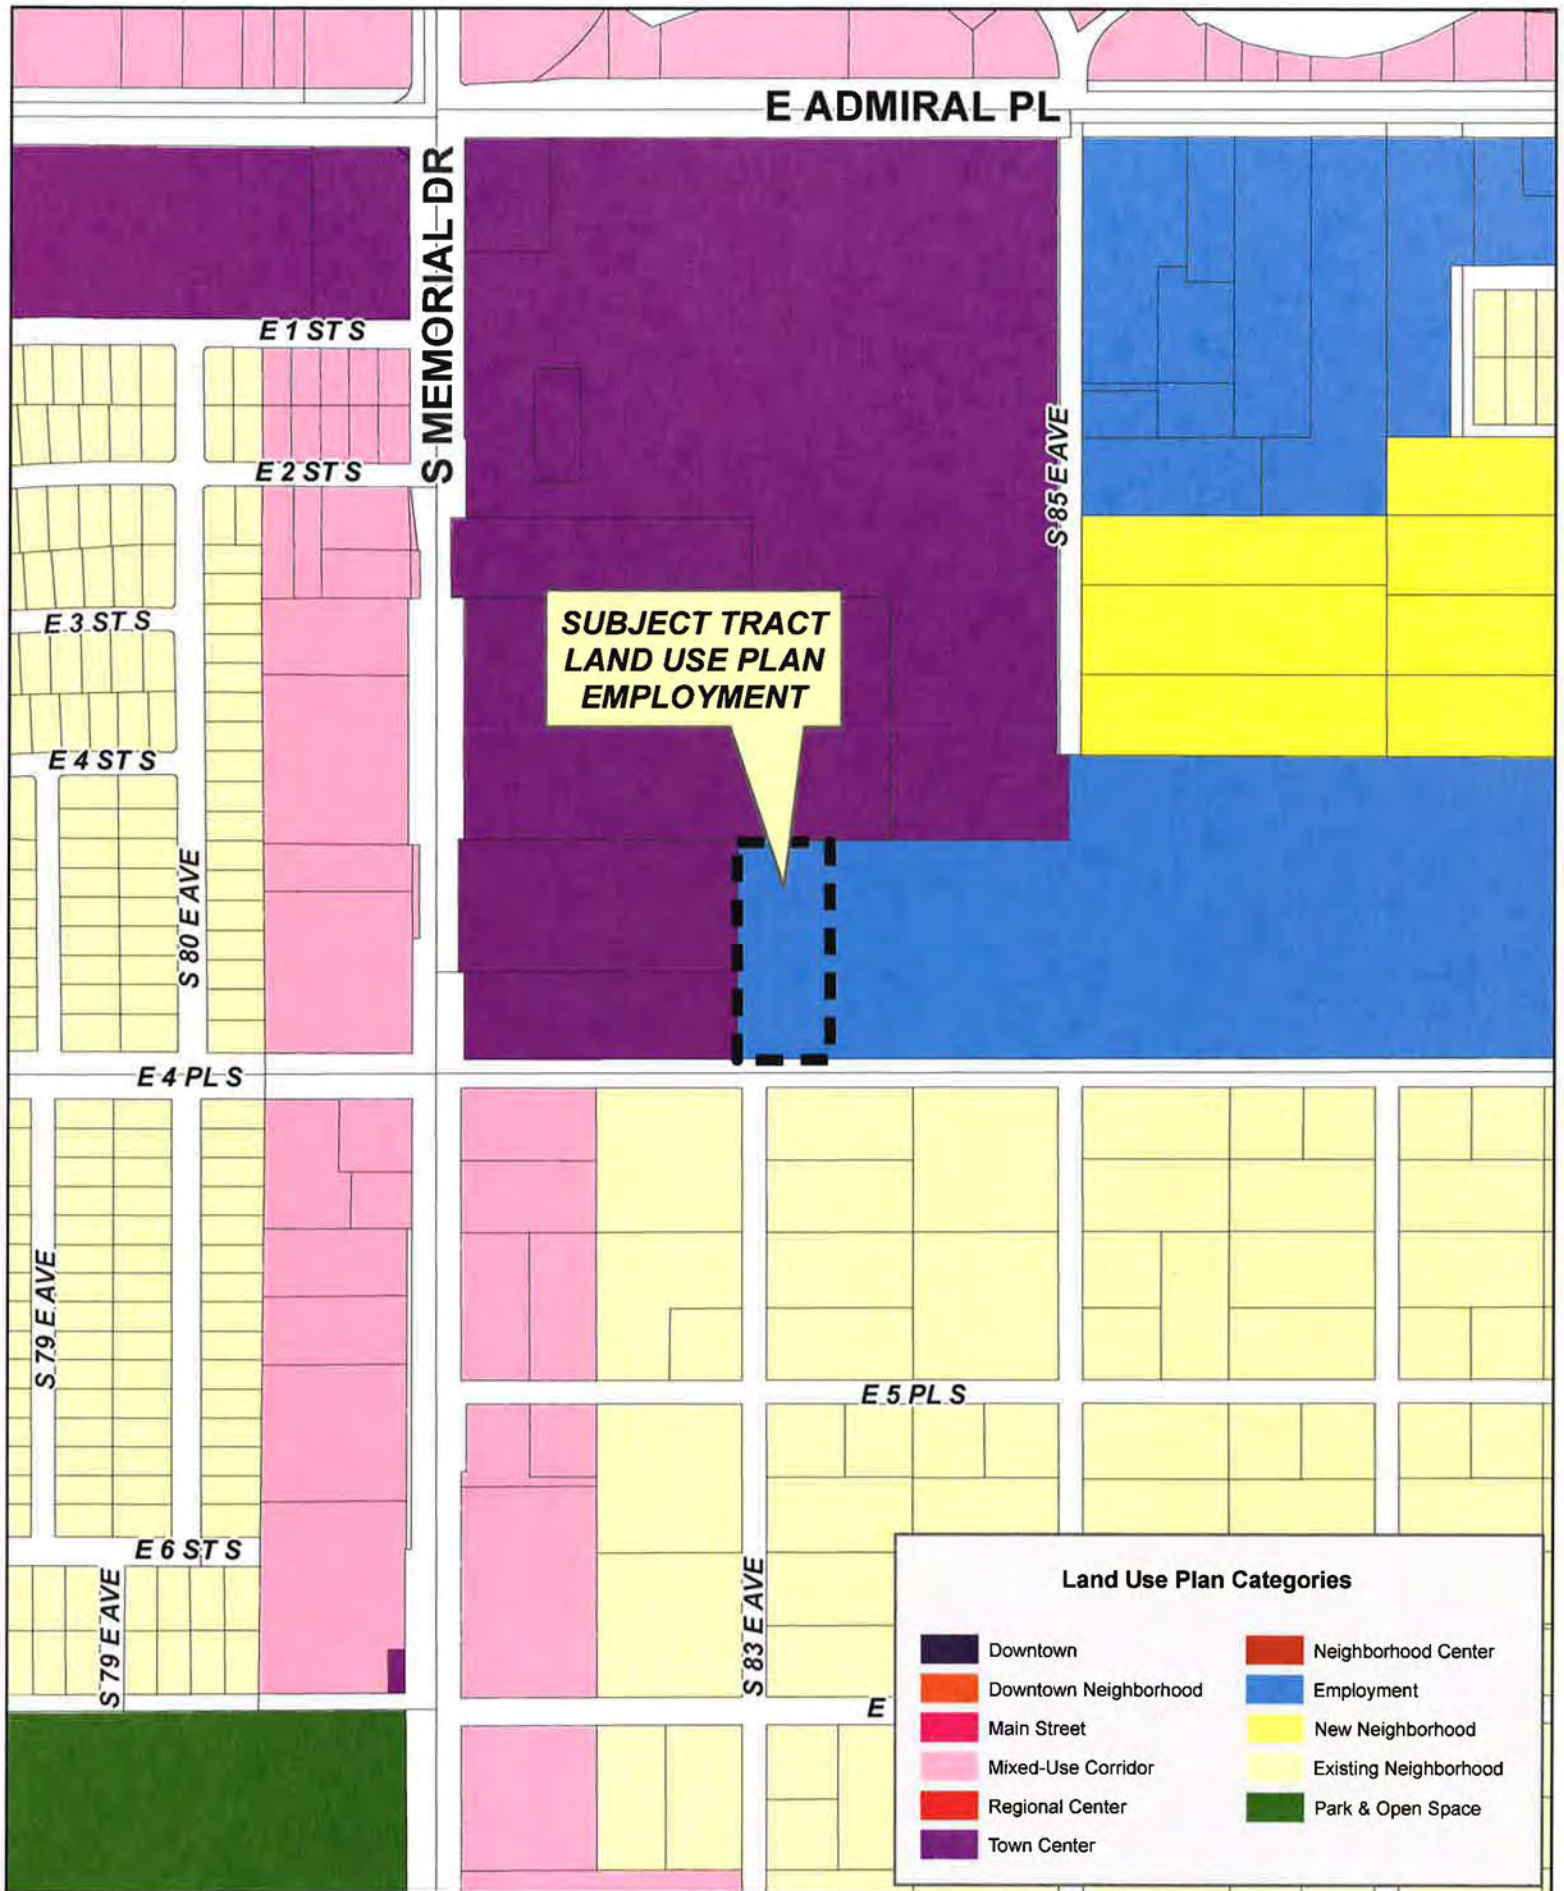 E ADMIRAL PL
S MEMORIAL DR
E 1 ST S
E 2 ST S
S 85 E AVE
E 3 ST S
SUBJECT TRACT
LAND USE PLAN
EMPLOYMENT
E 4 ST S
S 80 E AVE
E 4 PL S
S 79 E AVE
E 5 PL S
E 6 ST S
S 79 E AVE
S 83 E AVE
E
Land Use Plan Categories
Downtown
Downtown Neighborhood
Main Street
Mixed-Use Corridor
Regional Center
Town Center
Neighborhood Center
Employment
New Neighborhood
Existing Neighborhood
Park & Open Space